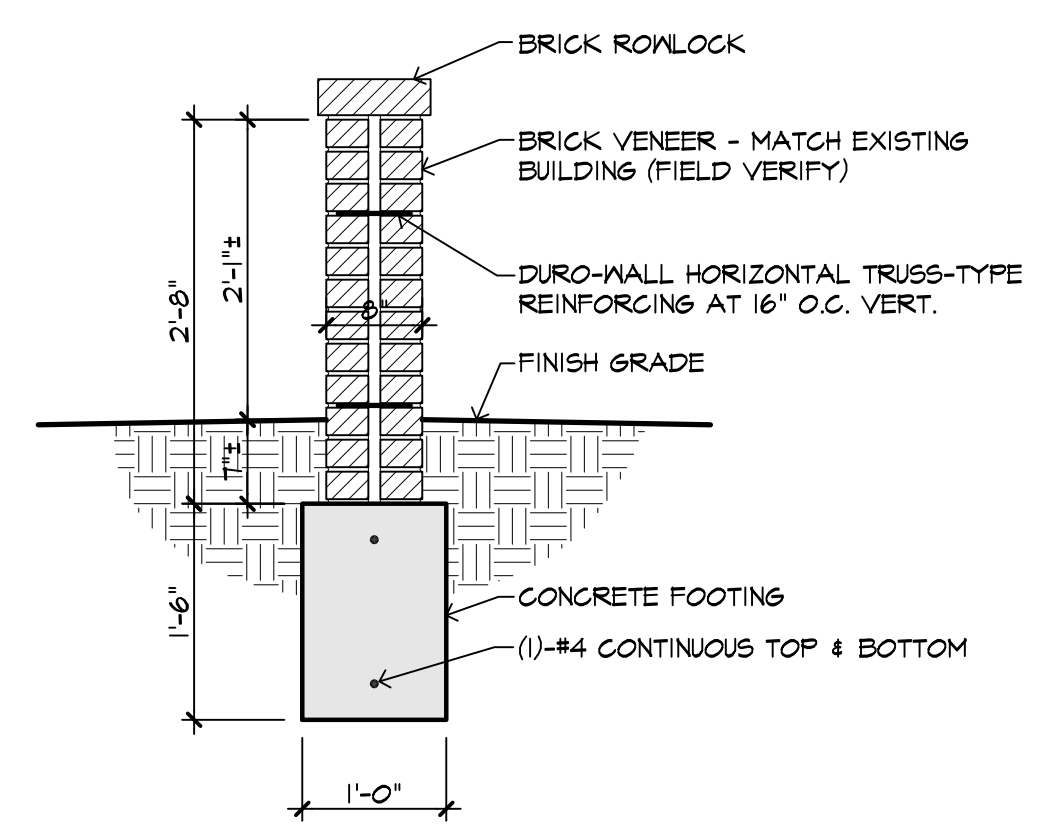 BRICK ROWLOCK
BRICK VENEER - MATCH EXISTING
BUILDING (FIELD VERIFY)
DURO-WALL HORIZONTAL TRUSS-TYPE
REINFORCING AT 16" O.C. VERT.
FINISH GRADE
CONCRETE FOOTING
(1)-#4 CONTINUOUS TOP & BOTTOM
2'-8"
2'-1"±
8"
7"±
1'-6"
1'-0"